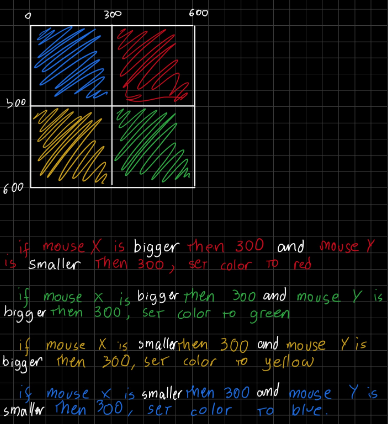 0 300 600
300
600
if mouse X is bigger then 300 and mouse Y
is smaller then 300, set color to red
if mouse x is bigger then 300 and mouse Y is
bigger then 300, set color to green
if mouse x is smaller then 300 and mouse Y is
bigger then 300, set color to yellow
if mouse x is smaller then 300 and mouse Y is
smaller then 300, set color to blue.